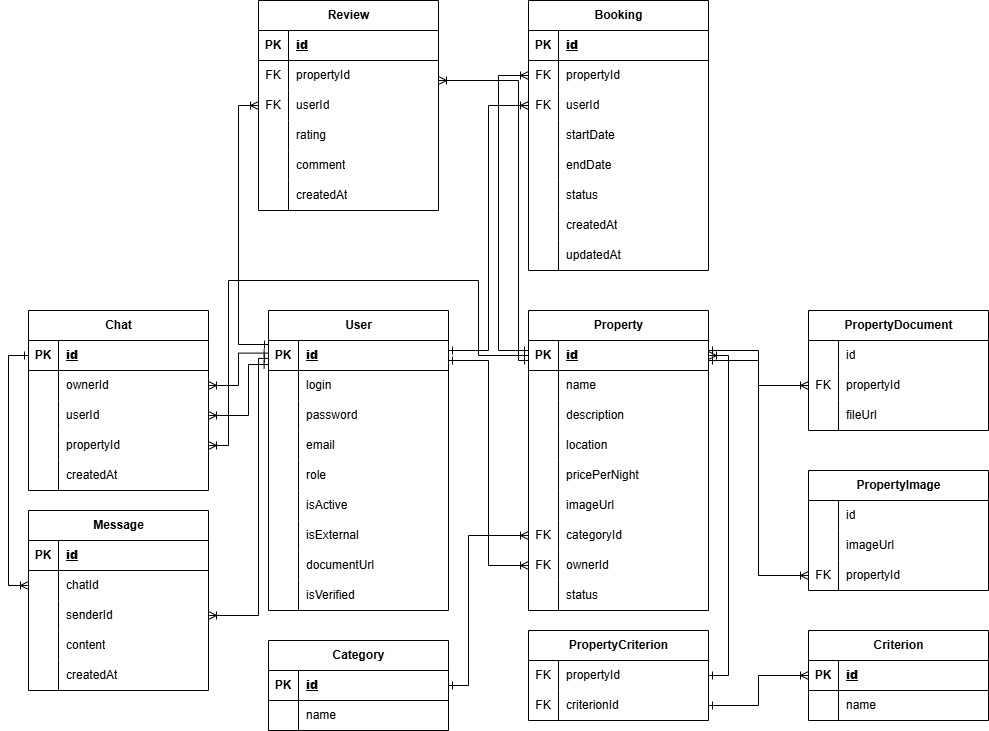 Review
PK id
FK propertyId
FK userId
rating
comment
createdAt
Booking
PK id
FK propertyId
FK userId
startDate
endDate
status
createdAt
updatedAt
Chat
PK id
ownerId
userId
propertyId
createdAt
User
PK id
login
password
email
role
isActive
isExternal
documentUrl
isVerified
Property
PK id
name
description
location
pricePerNight
imageUrl
FK categoryId
FK ownerId
status
PropertyDocument
id
FK propertyId
fileUrl
PropertyImage
id
imageUrl
FK propertyId
Message
PK id
chatId
senderId
content
createdAt
Category
PK id
name
PropertyCriterion
FK propertyId
FK criterionId
Criterion
PK id
name